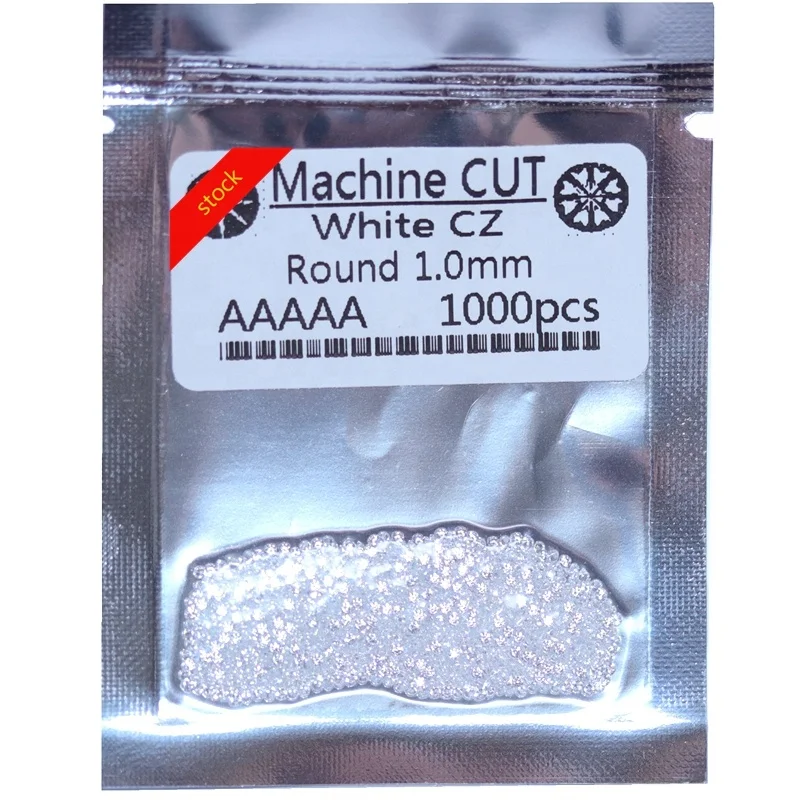 stock
Machine CUT
White CZ
Round 1.0mm
AAAAA 1000pcs